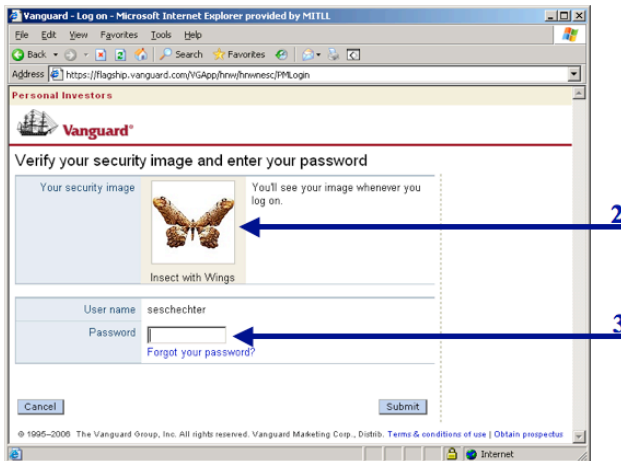 Vanguard - Log on - Microsoft Internet Explorer provided by MITLL
File Edit View Favorites Tools Help
Back Search Favorites
Address https://flagship.vanguard.com/VGApp/hnw/hnwnesc/PMLogin
Personal Investors
Vanguard®
Verify your security image and enter your password
Your security image
You'll see your image whenever you
log on.
2
Insect with Wings
User name seschechter
3
Password
Forgot your password?
Cancel Submit
© 1995–2006 The Vanguard Group, Inc. All rights reserved. Vanguard Marketing Corp., Distrib. Terms & conditions of use | Obtain prospectus
Internet